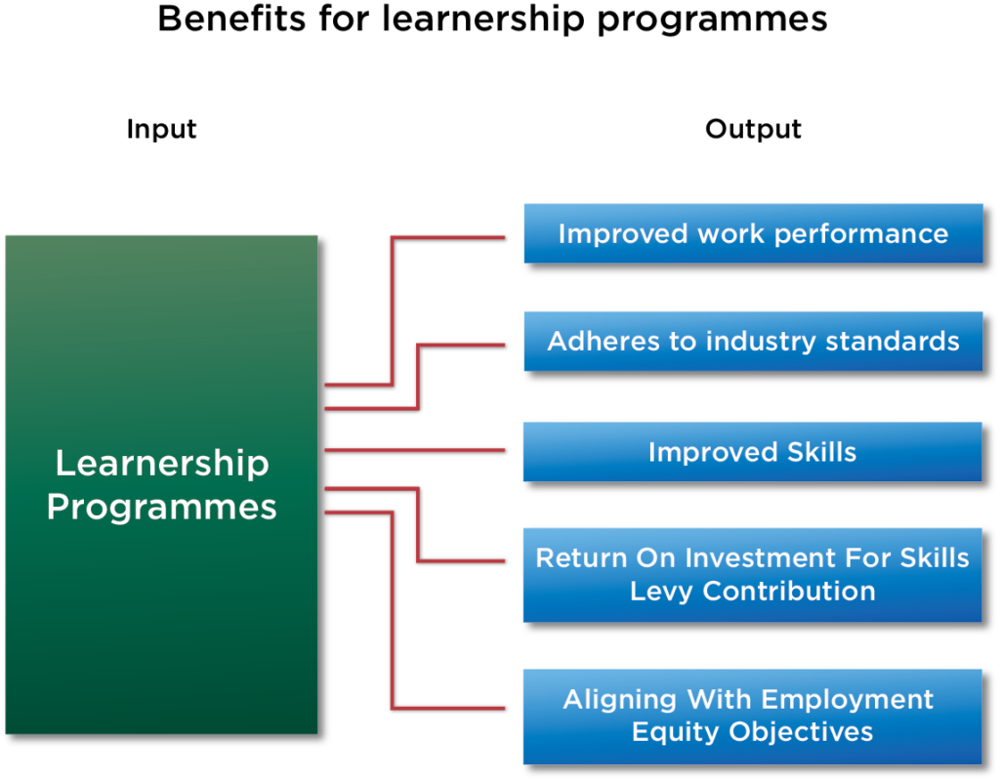 Benefits for learnership programmes
Input
Output
Learnership
Programmes
Improved work performance
Adheres to industry standards
Improved Skills
Return On Investment For Skills
Levy Contribution
Aligning With Employment
Equity Objectives